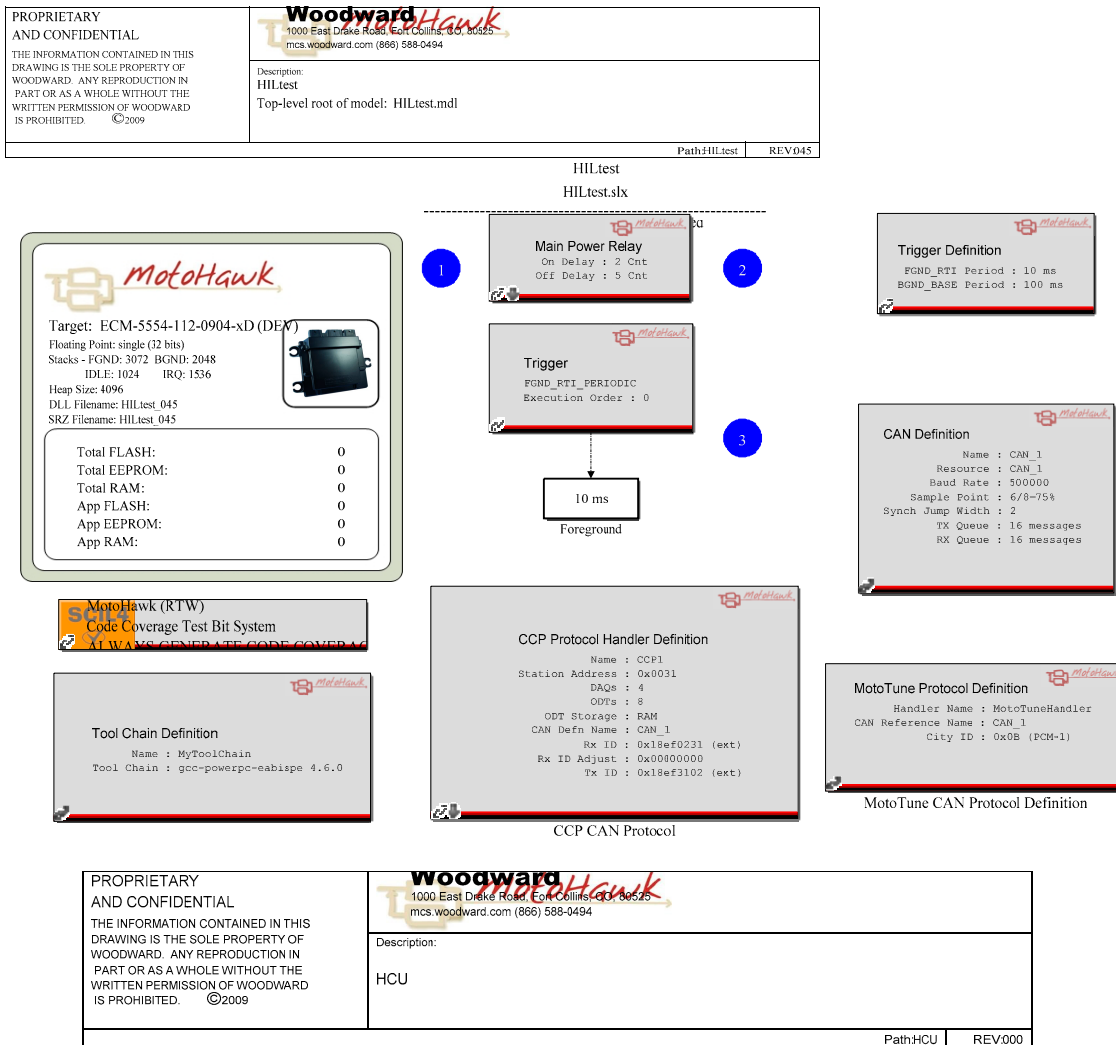 PROPRIETARY
AND CONFIDENTIAL
THE INFORMATION CONTAINED IN THIS
DRAWING IS THE SOLE PROPERTY OF
WOODWARD. ANY REPRODUCTION IN
PART OR AS A WHOLE WITHOUT THE
WRITTEN PERMISSION OF WOODWARD
IS PROHIBITED. ©2009
Woodward
MotoHawk
1000 East Drake Road, Fort Collins, CO, 80525
mcs.woodward.com (866) 588-0494
Description:
HILtest
Top-level root of model: HILtest.mdl
Path:HILtest REV:045
HILtest
HILtest.slx
MotoHawk
Target: ECM-5554-112-0904-xD (DEV)
Floating Point: single (32 bits)
Stacks - FGND: 3072 BGND: 2048
IDLE: 1024 IRQ: 1536
Heap Size: 4096
DLL Filename: HILtest_045
SRZ Filename: HILtest_045
Total FLASH: 0
Total EEPROM: 0
Total RAM: 0
App FLASH: 0
App EEPROM: 0
App RAM: 0
1
MotoHawk
Main Power Relay
On Delay : 2 Cnt
Off Delay : 5 Cnt
2
MotoHawk
Trigger
FGND_RTI_PERIODIC
Execution Order : 0
3
10 ms
Foreground
MotoHawk
Trigger Definition
FGND_RTI Period : 10 ms
BGND_BASE Period : 100 ms
MotoHawk
CAN Definition
Name : CAN_1
Resource : CAN_1
Baud Rate : 500000
Sample Point : 6/8-75%
Synch Jump Width : 2
TX Queue : 16 messages
RX Queue : 16 messages
SCIL4
MotoHawk (RTW)
Code Coverage Test Bit System
ALWAYS GENERATE CODE COVERAG
MotoHawk
Tool Chain Definition
Name : MyToolChain
Tool Chain : gcc-powerpc-eabispe 4.6.0
MotoHawk
CCP Protocol Handler Definition
Name : CCP1
Station Address : 0x0031
DAQs : 4
ODTs : 8
ODT Storage : RAM
CAN Defn Name : CAN_1
Rx ID : 0x18ef0231 (ext)
Rx ID Adjust : 0x00000000
Tx ID : 0x18ef3102 (ext)
CCP CAN Protocol
MotoHawk
MotoTune Protocol Definition
Handler Name : MotoTuneHandler
CAN Reference Name : CAN_1
City ID : 0x0B (PCM-1)
MotoTune CAN Protocol Definition
PROPRIETARY
AND CONFIDENTIAL
THE INFORMATION CONTAINED IN THIS
DRAWING IS THE SOLE PROPERTY OF
WOODWARD. ANY REPRODUCTION IN
PART OR AS A WHOLE WITHOUT THE
WRITTEN PERMISSION OF WOODWARD
IS PROHIBITED. ©2009
Woodward
MotoHawk
1000 East Drake Road, Fort Collins, CO, 80525
mcs.woodward.com (866) 588-0494
Description:
HCU
Path:HCU REV:000